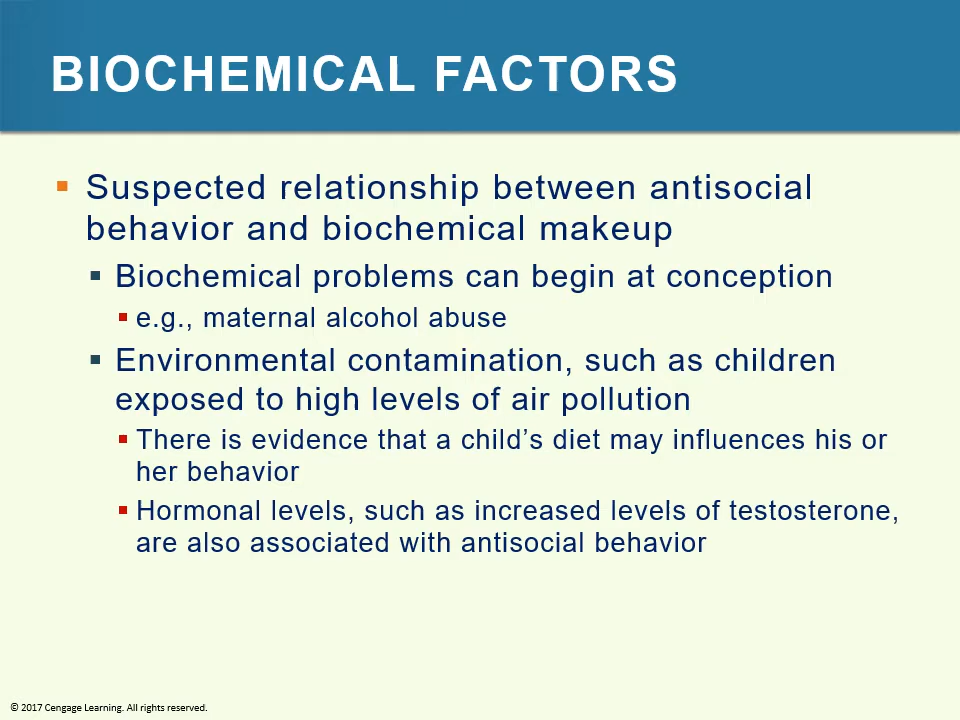 BIOCHEMICAL FACTORS
Suspected relationship between antisocial
behavior and biochemical makeup
Biochemical problems can begin at conception
e.g., maternal alcohol abuse
Environmental contamination, such as children
exposed to high levels of air pollution
There is evidence that a child’s diet may influences his or
her behavior
Hormonal levels, such as increased levels of testosterone,
are also associated with antisocial behavior
© 2017 Cengage Learning. All rights reserved.